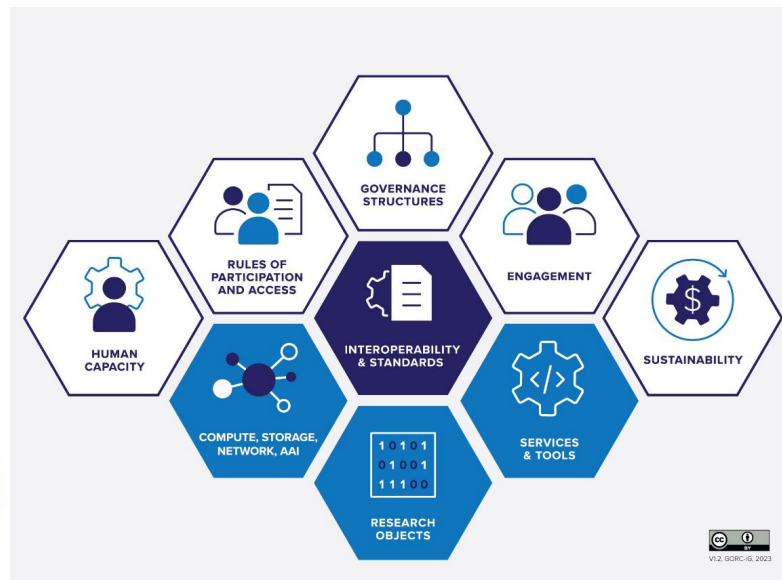 GOVERNANCE
STRUCTURES
RULES OF
PARTICIPATION
AND ACCESS
ENGAGEMENT
HUMAN
CAPACITY
INTEROPERABILITY
& STANDARDS
$
SUSTAINABILITY
COMPUTE, STORAGE,
NETWORK, AAI
</>
SERVICES
& TOOLS
10101
01001
11100
RESEARCH
OBJECTS
cc
BY
V1.2, GORC-IG, 2023